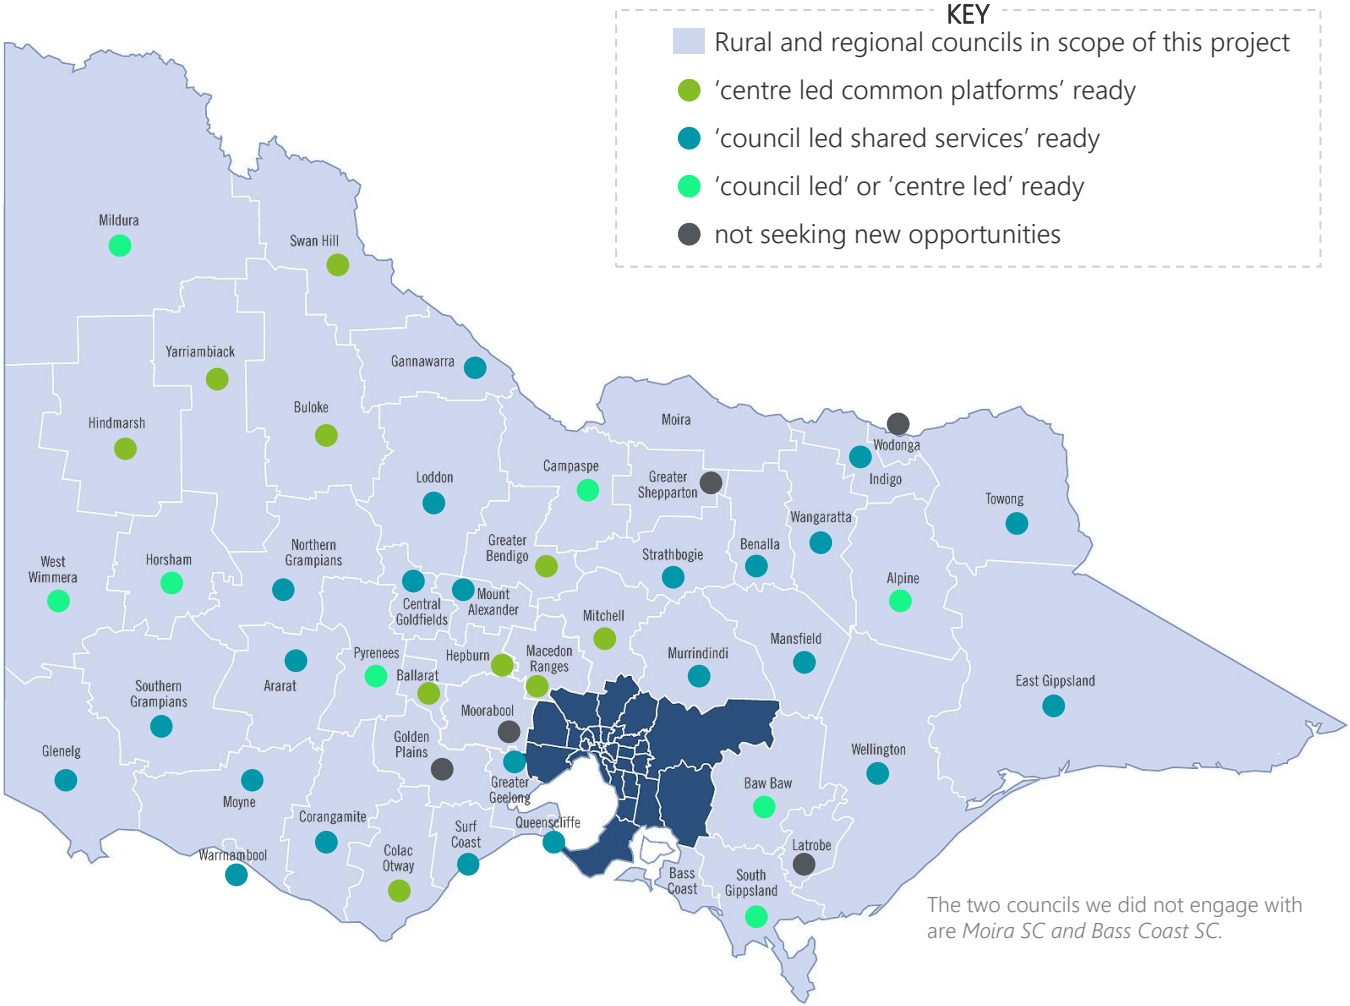 KEY
Rural and regional councils in scope of this project
‘centre led common platforms’ ready
‘council led shared services’ ready
‘council led’ or ‘centre led’ ready
not seeking new opportunities
Mildura
Swan Hill
Yarriambiack
Gannawarra
Hindmarsh
Buloke
Moira
Wodonga
Indigo
Loddon
Campaspe
Greater
Shepparton
Towong
Wangaratta
Northern
Grampians
Greater
Bendigo
Strathbogie
Benalla
West
Wimmera
Horsham
Alpine
Central
Goldfields
Mount
Alexander
Mitchell
Mansfield
Pyrenees
Hepburn
Macedon
Ranges
Murrindindi
Ararat
Ballarat
East Gippsland
Southern
Grampians
Moorabool
Golden
Plains
Glenelg
Wellington
Greater
Geelong
Baw Baw
Moyne
Corangamite
Surf
Coast
Queenscliffe
Latrobe
Warrnambool
Colac
Otway
Bass
Coast
South
Gippsland
The two councils we did not engage with
are Moira SC and Bass Coast SC.